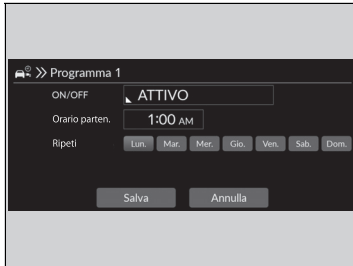 Programma 1
ON/OFF ATTIVO
Orario parten. 1:00 AM
Ripeti Lun. Mar. Mer. Gio. Ven. Sab. Dom.
Salva Annulla